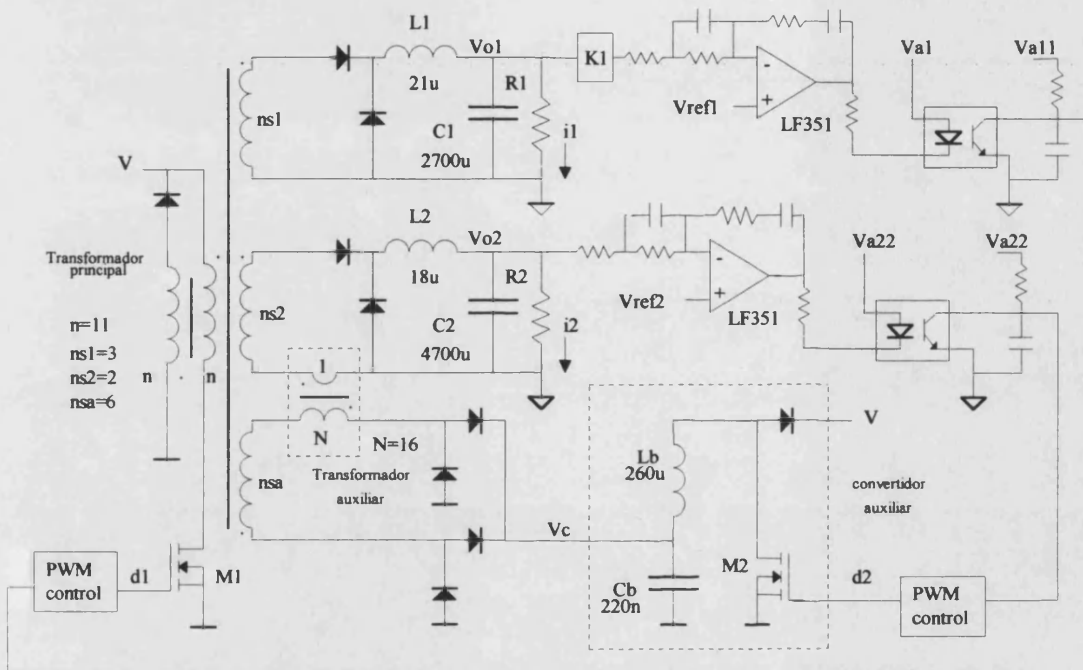 L1
Vo1
21u
R1
C1
2700u
i1
ns1
K1
-
+
Vref1
LF351
Va1
Va11
V
Transformador
principal
n=11
ns1=3
ns2=2
nsa=6
n
n
L2
Vo2
18u
R2
C2
4700u
i2
ns2
-
+
Vref2
LF351
Va22
Va22
1
N
N=16
Transformador
auxiliar
nsa
Vc
Lb
260u
V
convertidor
auxiliar
M2
Cb
220n
d2
PWM
control
PWM
control
d1
M1